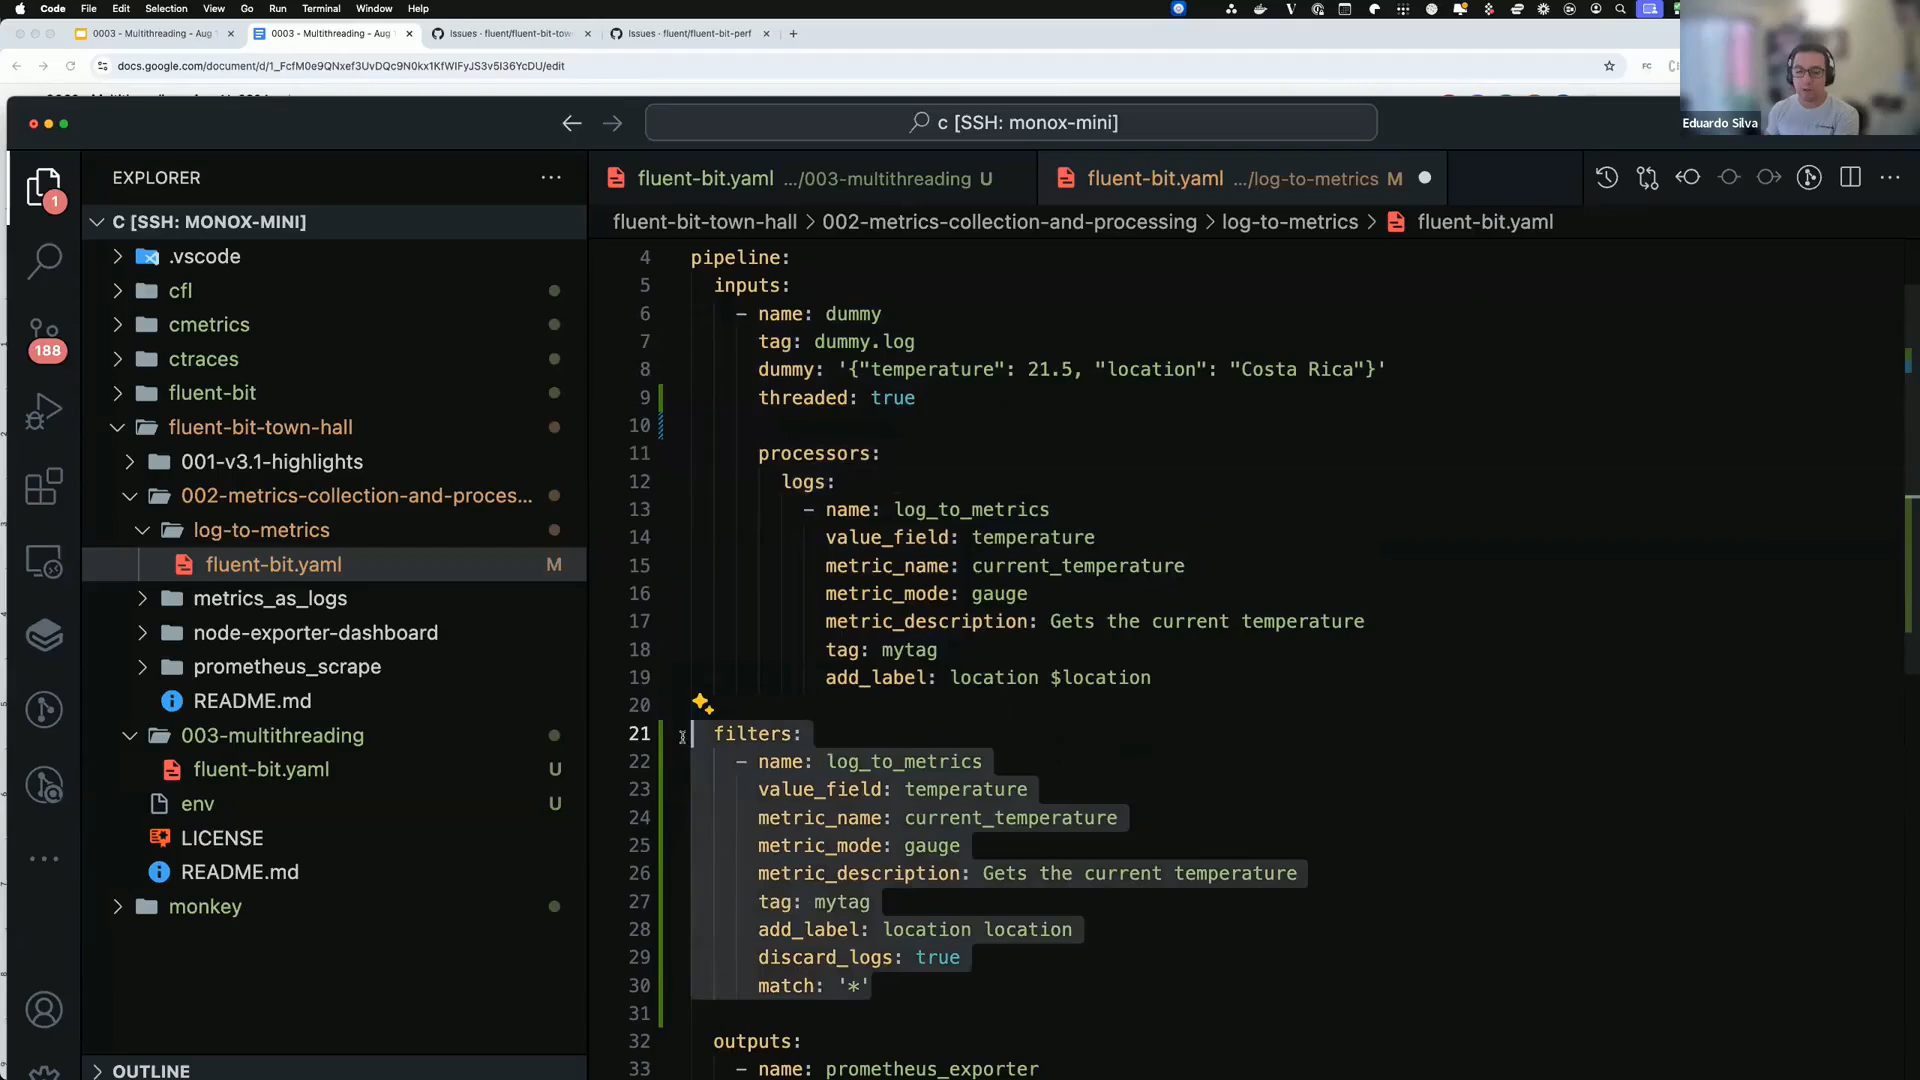 Code File Edit Selection View Go Run Terminal Window Help
0003 - Multithreading - Aug
0003 - Multithreading - Aug
Issues · fluent/fluent-bit-tow
Issues · fluent/fluent-bit-perf
docs.google.com/document/d/1_FcfM0e9QNxef3UvDQc9N0kx1KfWIFyJS3v5I36YcDU/edit
Eduardo Silva
c [SSH: monox-mini]
EXPLORER
fluent-bit.yaml .../003-multithreading U
fluent-bit.yaml .../log-to-metrics M
fluent-bit-town-hall > 002-metrics-collection-and-processing > log-to-metrics > fluent-bit.yaml
1
188
C [SSH: MONOX-MINI]
.vscode
cfl
cmetrics
ctraces
fluent-bit
fluent-bit-town-hall
001-v3.1-highlights
002-metrics-collection-and-proces...
log-to-metrics
fluent-bit.yaml M
metrics_as_logs
node-exporter-dashboard
prometheus_scrape
README.md
003-multithreading
fluent-bit.yaml U
env U
LICENSE
README.md
monkey
OUTLINE
4 pipeline:
5 inputs:
6 - name: dummy
7 tag: dummy.log
8 dummy: '{"temperature": 21.5, "location": "Costa Rica"}'
9 threaded: true
10
11 processors:
12 logs:
13 - name: log_to_metrics
14 value_field: temperature
15 metric_name: current_temperature
16 metric_mode: gauge
17 metric_description: Gets the current temperature
18 tag: mytag
19 add_label: location $location
20
21 filters:
22 - name: log_to_metrics
23 value_field: temperature
24 metric_name: current_temperature
25 metric_mode: gauge
26 metric_description: Gets the current temperature
27 tag: mytag
28 add_label: location location
29 discard_logs: true
30 match: '*'
31
32 outputs:
33 - name: prometheus_exporter